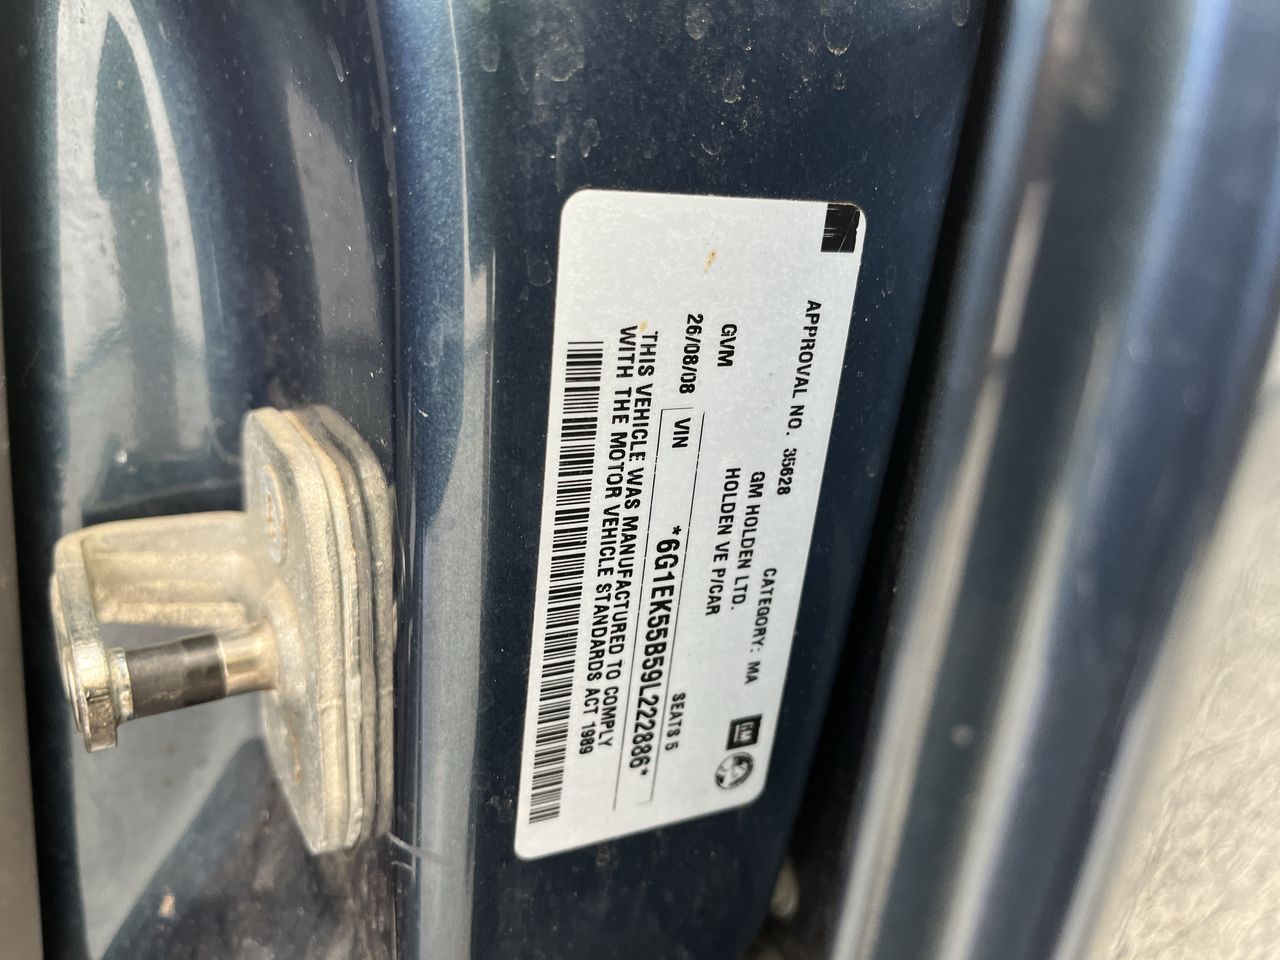 APPROVAL NO. 35628 CATEGORY: MA
GM HOLDEN LTD. GM
GVM HOLDEN VE P/CAR
26/08/08 VIN SEATS 5
*6G1EK55B59L222886*
THIS VEHICLE WAS MANUFACTURED TO COMPLY
WITH THE MOTOR VEHICLE STANDARDS ACT 1989